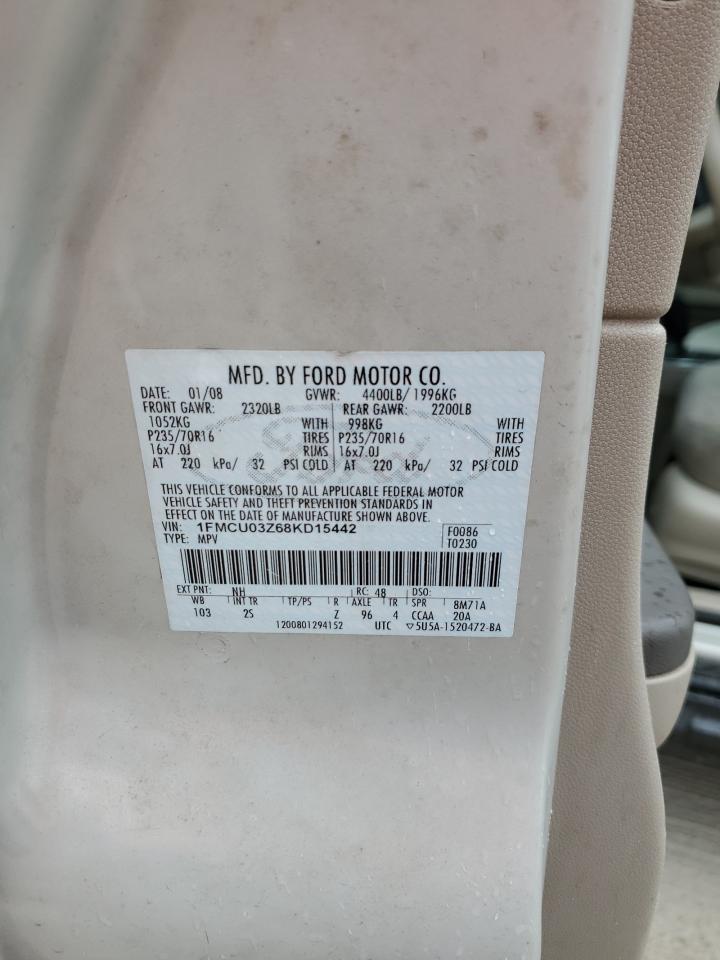 MFD. BY FORD MOTOR CO.
DATE: 01/08 GVWR: 4400LB/1996KG
FRONT GAWR: 2320LB REAR GAWR: 2200LB
1052KG WITH 998KG WITH
P235/70R16 TIRES P235/70R16 TIRES
16x7.0J RIMS 16x7.0J RIMS
AT 220 kPa/ 32 PSI COLD AT 220 kPa/ 32 PSI COLD
Ford
THIS VEHICLE CONFORMS TO ALL APPLICABLE FEDERAL MOTOR
VEHICLE SAFETY AND THEFT PREVENTION STANDARDS IN
EFFECT ON THE DATE OF MANUFACTURE SHOWN ABOVE.
VIN: 1FMCU03Z68KD15442 F0086
TYPE: MPV T0230
EXT PNT: NH RC: 48 DSO:
WB INT TR TP/PS R AXLE TR SPR 8M71A
103 2S Z 96 4 CCAA 20A
1200801294152 UTC ▽5U5A-1520472-BA